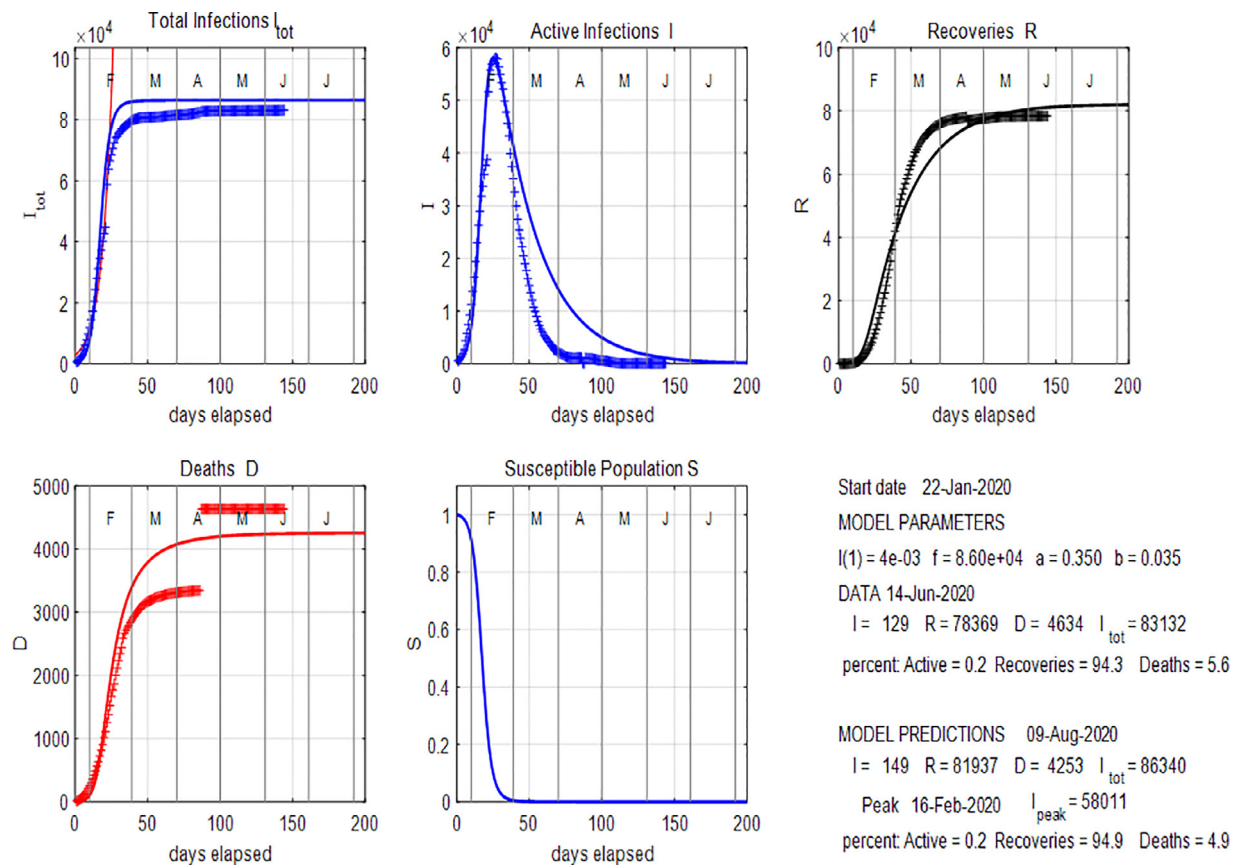 Total Infections I_tot
×10^4
F M A M J J
10
8
6
4
2
0
I_tot
0 50 100 150 200
days elapsed
Active Infections I
×10^4
F M A M J J
6
5
4
3
2
1
0
I
0 50 100 150 200
days elapsed
Recoveries R
×10^4
F M A M J J
10
8
6
4
2
0
R
0 50 100 150 200
days elapsed
Deaths D
F M A M J J
5000
4000
3000
2000
1000
0
D
0 50 100 150 200
days elapsed
Susceptible Population S
F M A M J J
1
0.8
0.6
0.4
0.2
0
S
0 50 100 150 200
days elapsed
Start date 22-Jan-2020
MODEL PARAMETERS
I(1) = 4e-03 f = 8.60e+04 a = 0.350 b = 0.035
DATA 14-Jun-2020
I = 129 R = 78369 D = 4634 I_tot = 83132
percent: Active = 0.2 Recoveries = 94.3 Deaths = 5.6
MODEL PREDICTIONS 09-Aug-2020
I = 149 R = 81937 D = 4253 I_tot = 86340
Peak 16-Feb-2020 I_peak = 58011
percent: Active = 0.2 Recoveries = 94.9 Deaths = 4.9